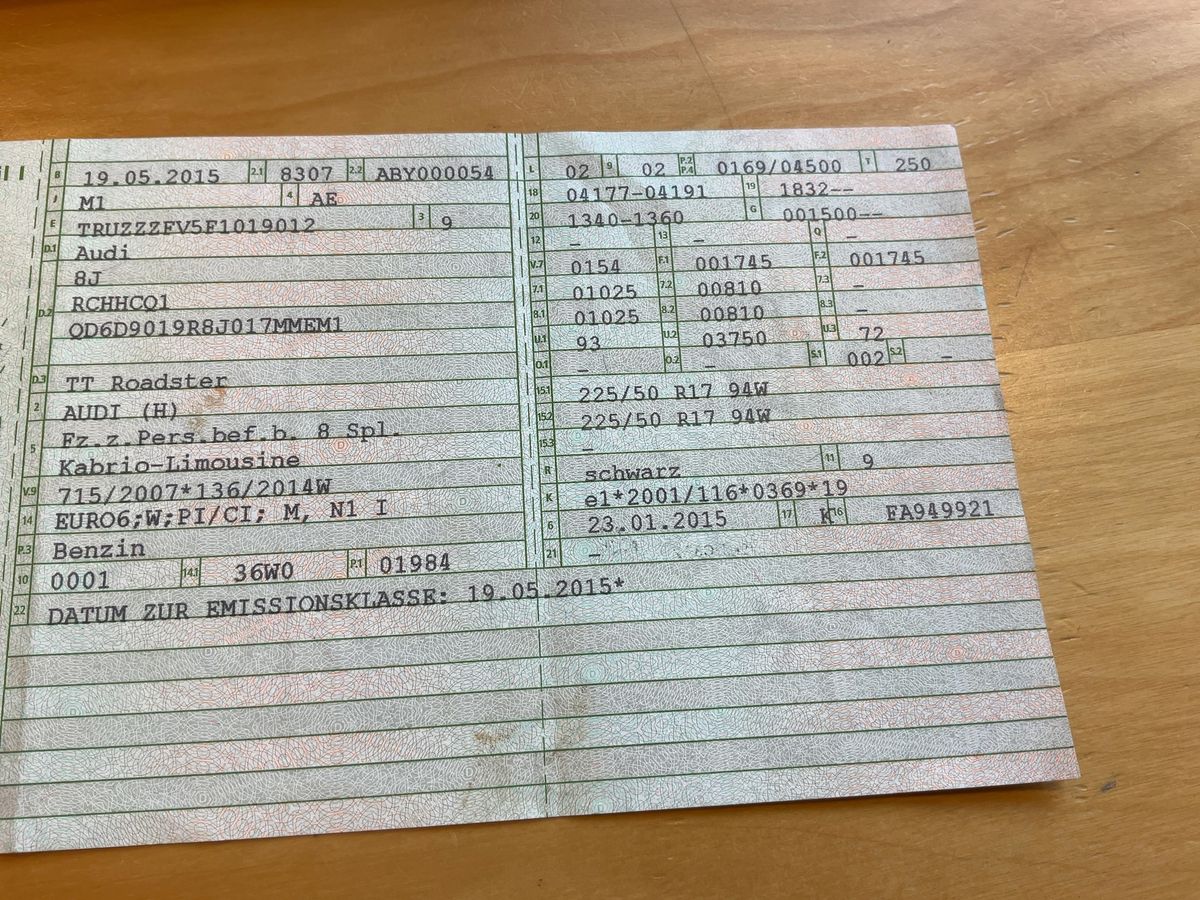 B 19.05.2015 2.1 8307 2.2 ABY000054
J M1 4 AE
E TRUZZZFV5F1019012 3 9
D.1 Audi
8J
D.2 RCHHCQ1
QD6D9019R8J017MMEM1
D.3 TT Roadster
2 AUDI (H)
5 Fz.z.Pers.bef.b. 8 Spl.
Kabrio-Limousine
V.9 715/2007*136/2014W
14 EURO6;W;PI/CI; M, N1 I
P.3 Benzin
10 0001 14.1 36W0 P.1 01984
22 DATUM ZUR EMISSIONSKLASSE: 19.05.2015*
L 02 9 02 P.2 P.4 0169/04500 T 250
18 04177-04191 19 1832--
20 1340-1360 G 001500--
12 – 13 – Q –
V.7 0154 F.1 001745 F.2 001745
7.1 01025 7.2 00810 7.3 –
8.1 01025 8.2 00810 8.3 –
U.1 93 U.2 03750 U.3 72
O.1 – O.2 – S.1 002 S.2 –
15.1 225/50 R17 94W
15.2 225/50 R17 94W
15.3 –
R schwarz 11 9
K e1*2001/116*0369*19
6 23.01.2015 17 K 16 FA949921
21 –